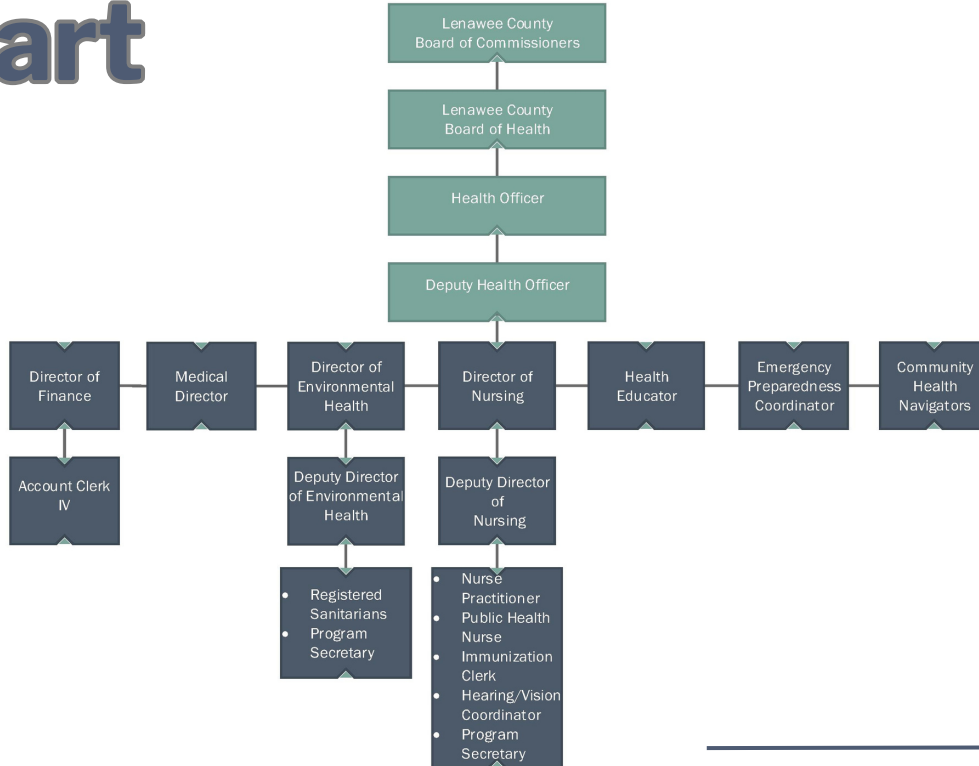 art
Lenawee County
Board of Commissioners
Lenawee County
Board of Health
Health Officer
Deputy Health Officer
Director of
Finance
Medical
Director
Director of
Environmental
Health
Director of
Nursing
Health
Educator
Emergency
Preparedness
Coordinator
Community
Health
Navigators
Account Clerk
IV
Deputy Director
of Environmental
Health
Deputy Director
of
Nursing
• Registered
Sanitarians
• Program
Secretary
• Nurse
Practitioner
• Public Health
Nurse
• Immunization
Clerk
• Hearing/Vision
Coordinator
• Program
Secretary